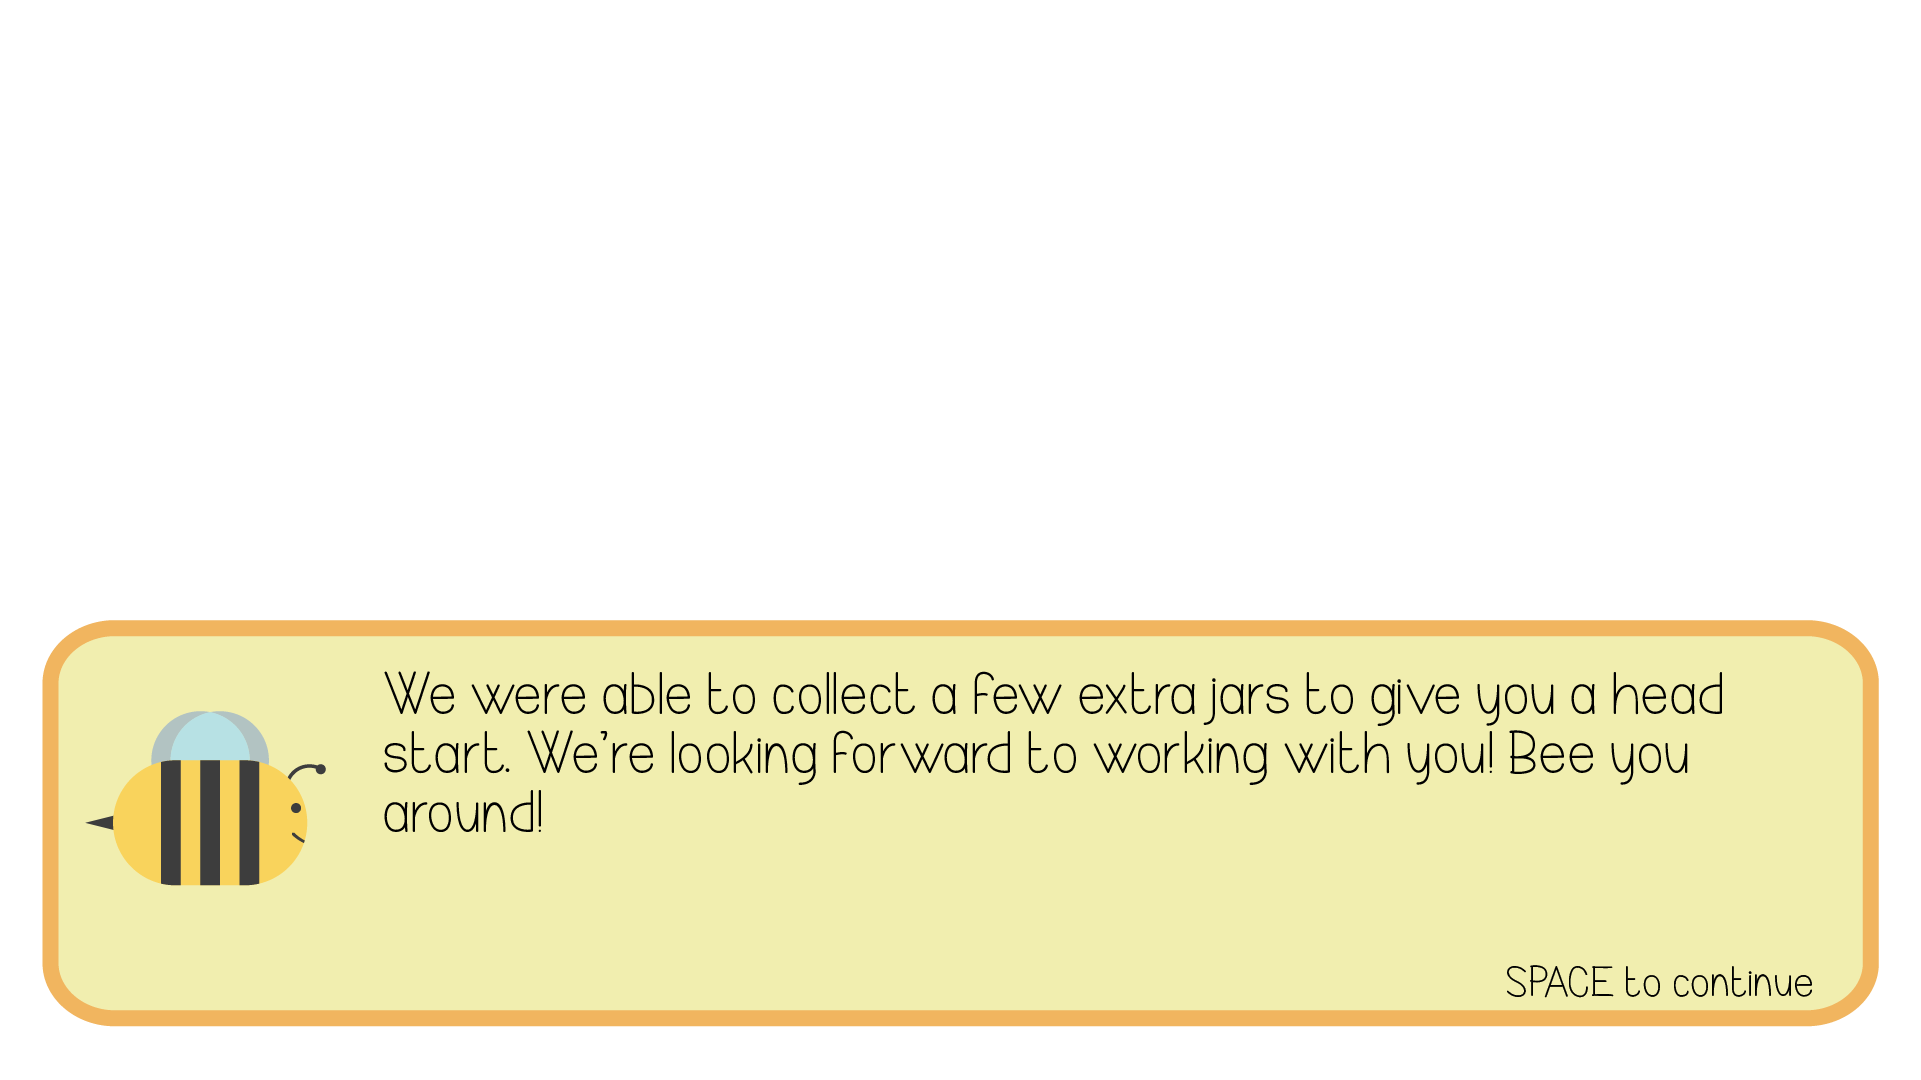 We were able to collect a few extra jars to give you a head
start. We're looking forward to working with you! Bee you
around!
SPACE to continue